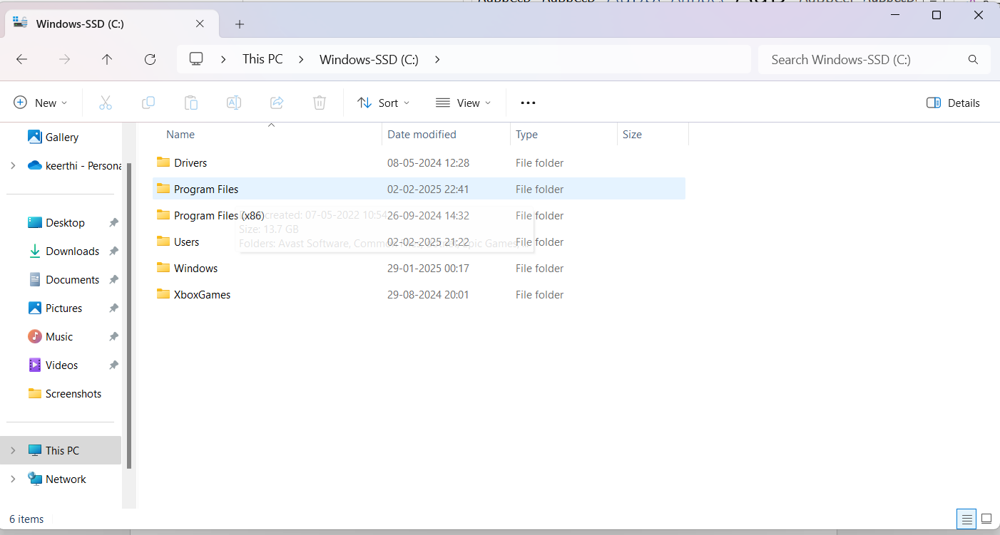 Windows-SSD (C:)
This PC
Windows-SSD (C:)
Search Windows-SSD (C:)
New
Sort
View
Details
Gallery
keerthi - Persona
Desktop
Downloads
Documents
Pictures
Music
Videos
Screenshots
This PC
Network
Name Date modified Type Size
Drivers 08-05-2024 12:28 File folder
Program Files 02-02-2025 22:41 File folder
Program Files (x86) 26-09-2024 14:32 File folder
Users 02-02-2025 21:22 File folder
Windows 29-01-2025 00:17 File folder
XboxGames 29-08-2024 20:01 File folder
created: 07-05-2022 10:54
Size: 13.7 GB
Folders: Avast Software, Common Epic Games,
6 items